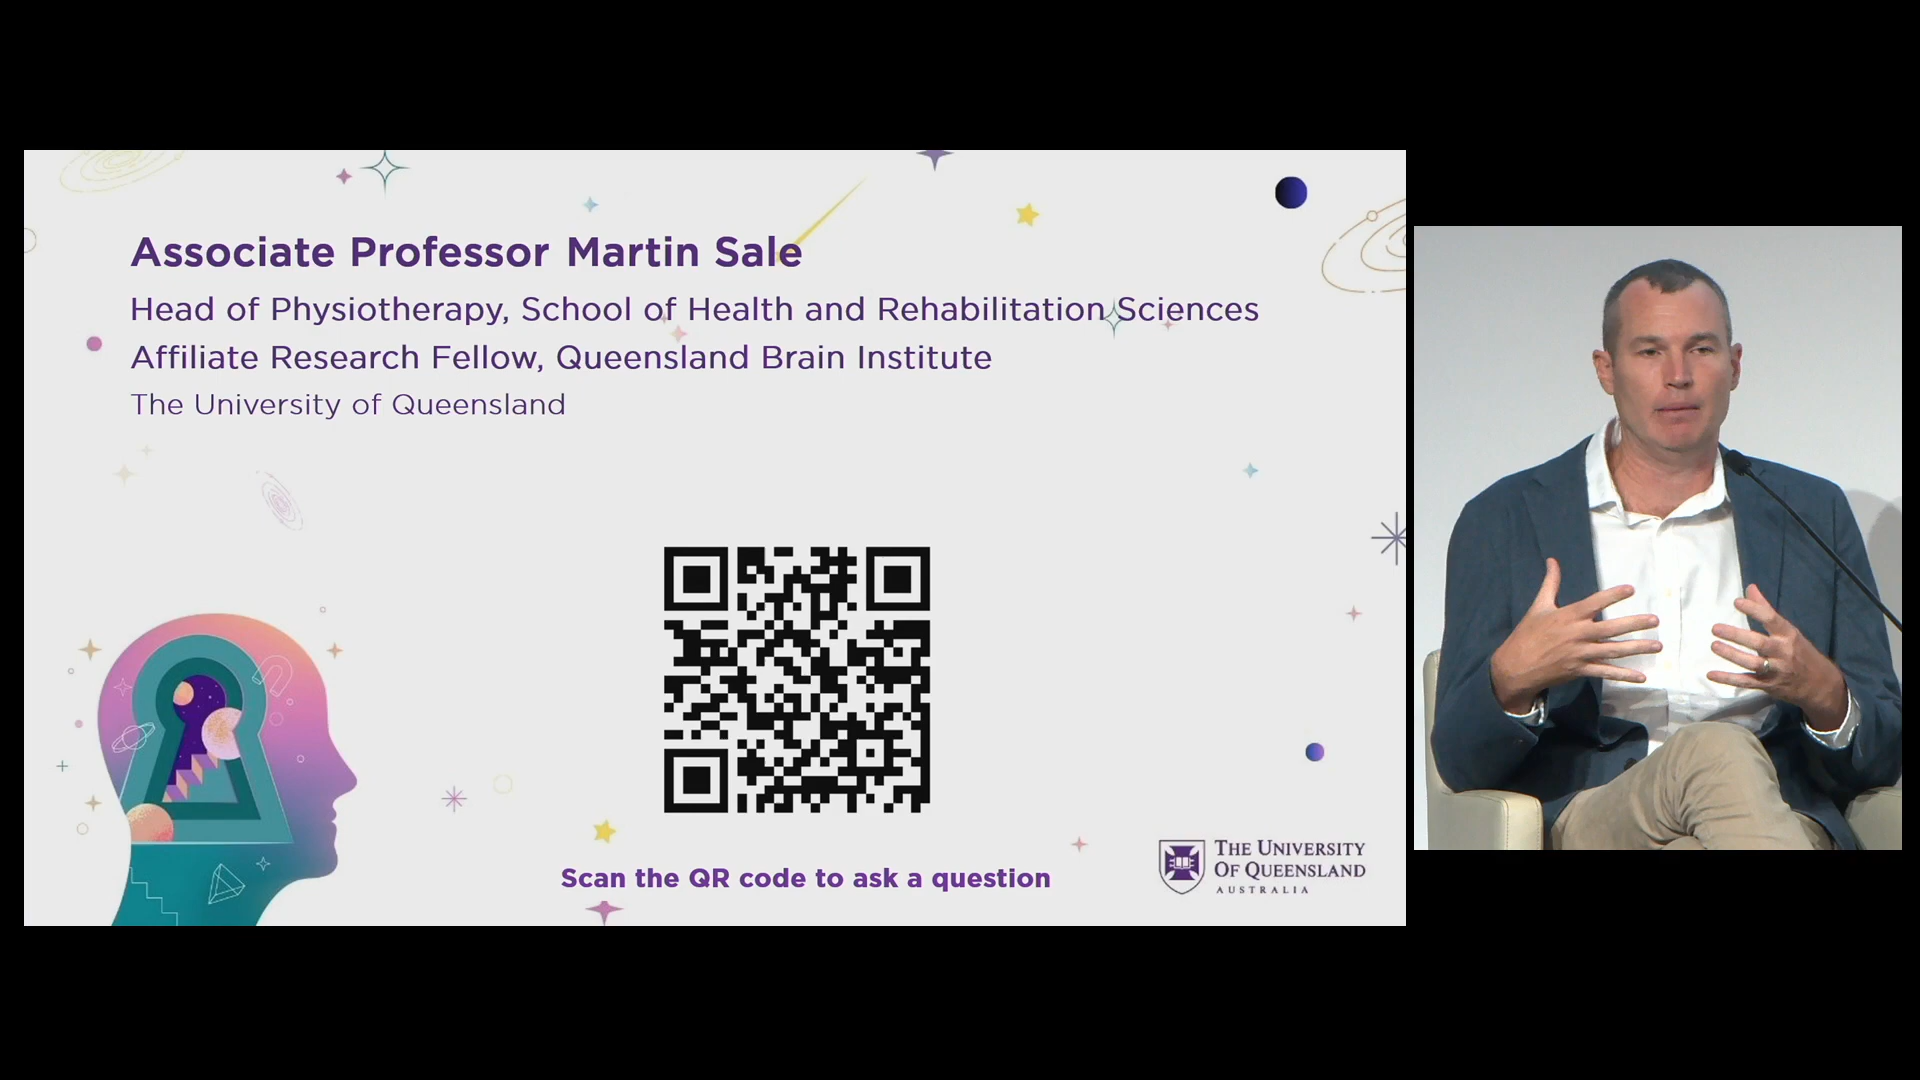 Associate Professor Martin Sale
Head of Physiotherapy, School of Health and Rehabilitation Sciences
Affiliate Research Fellow, Queensland Brain Institute
The University of Queensland
Scan the QR code to ask a question
THE UNIVERSITY
OF QUEENSLAND
AUSTRALIA